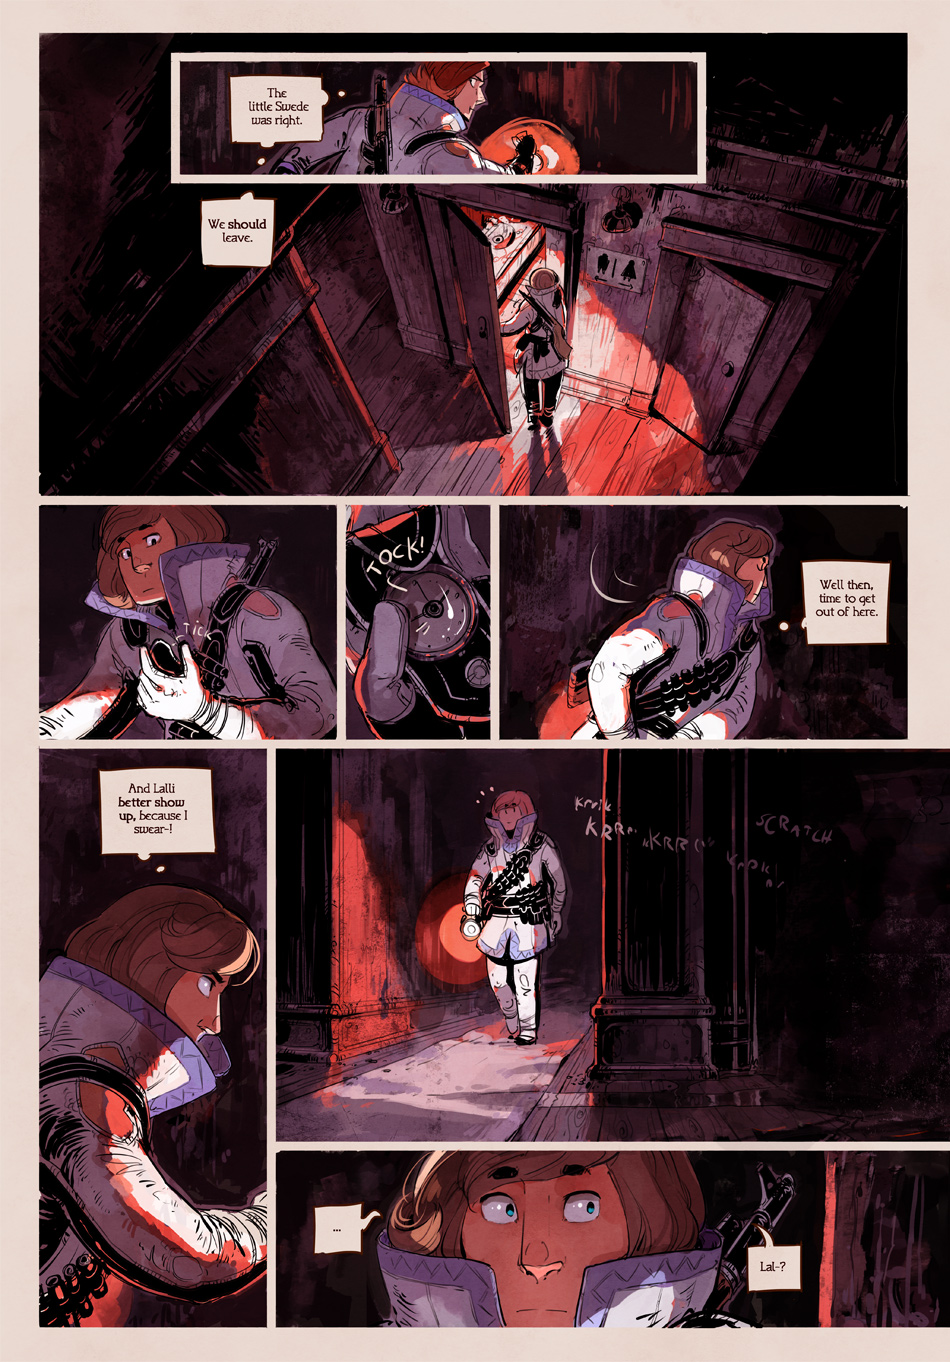 The
little Swede
was right.
We should
leave.
TICK
TOCK!
Well then,
time to get
out of here.
And Lalli
better show
up, because I
swear-!
SCRATCH
...
Lal-?